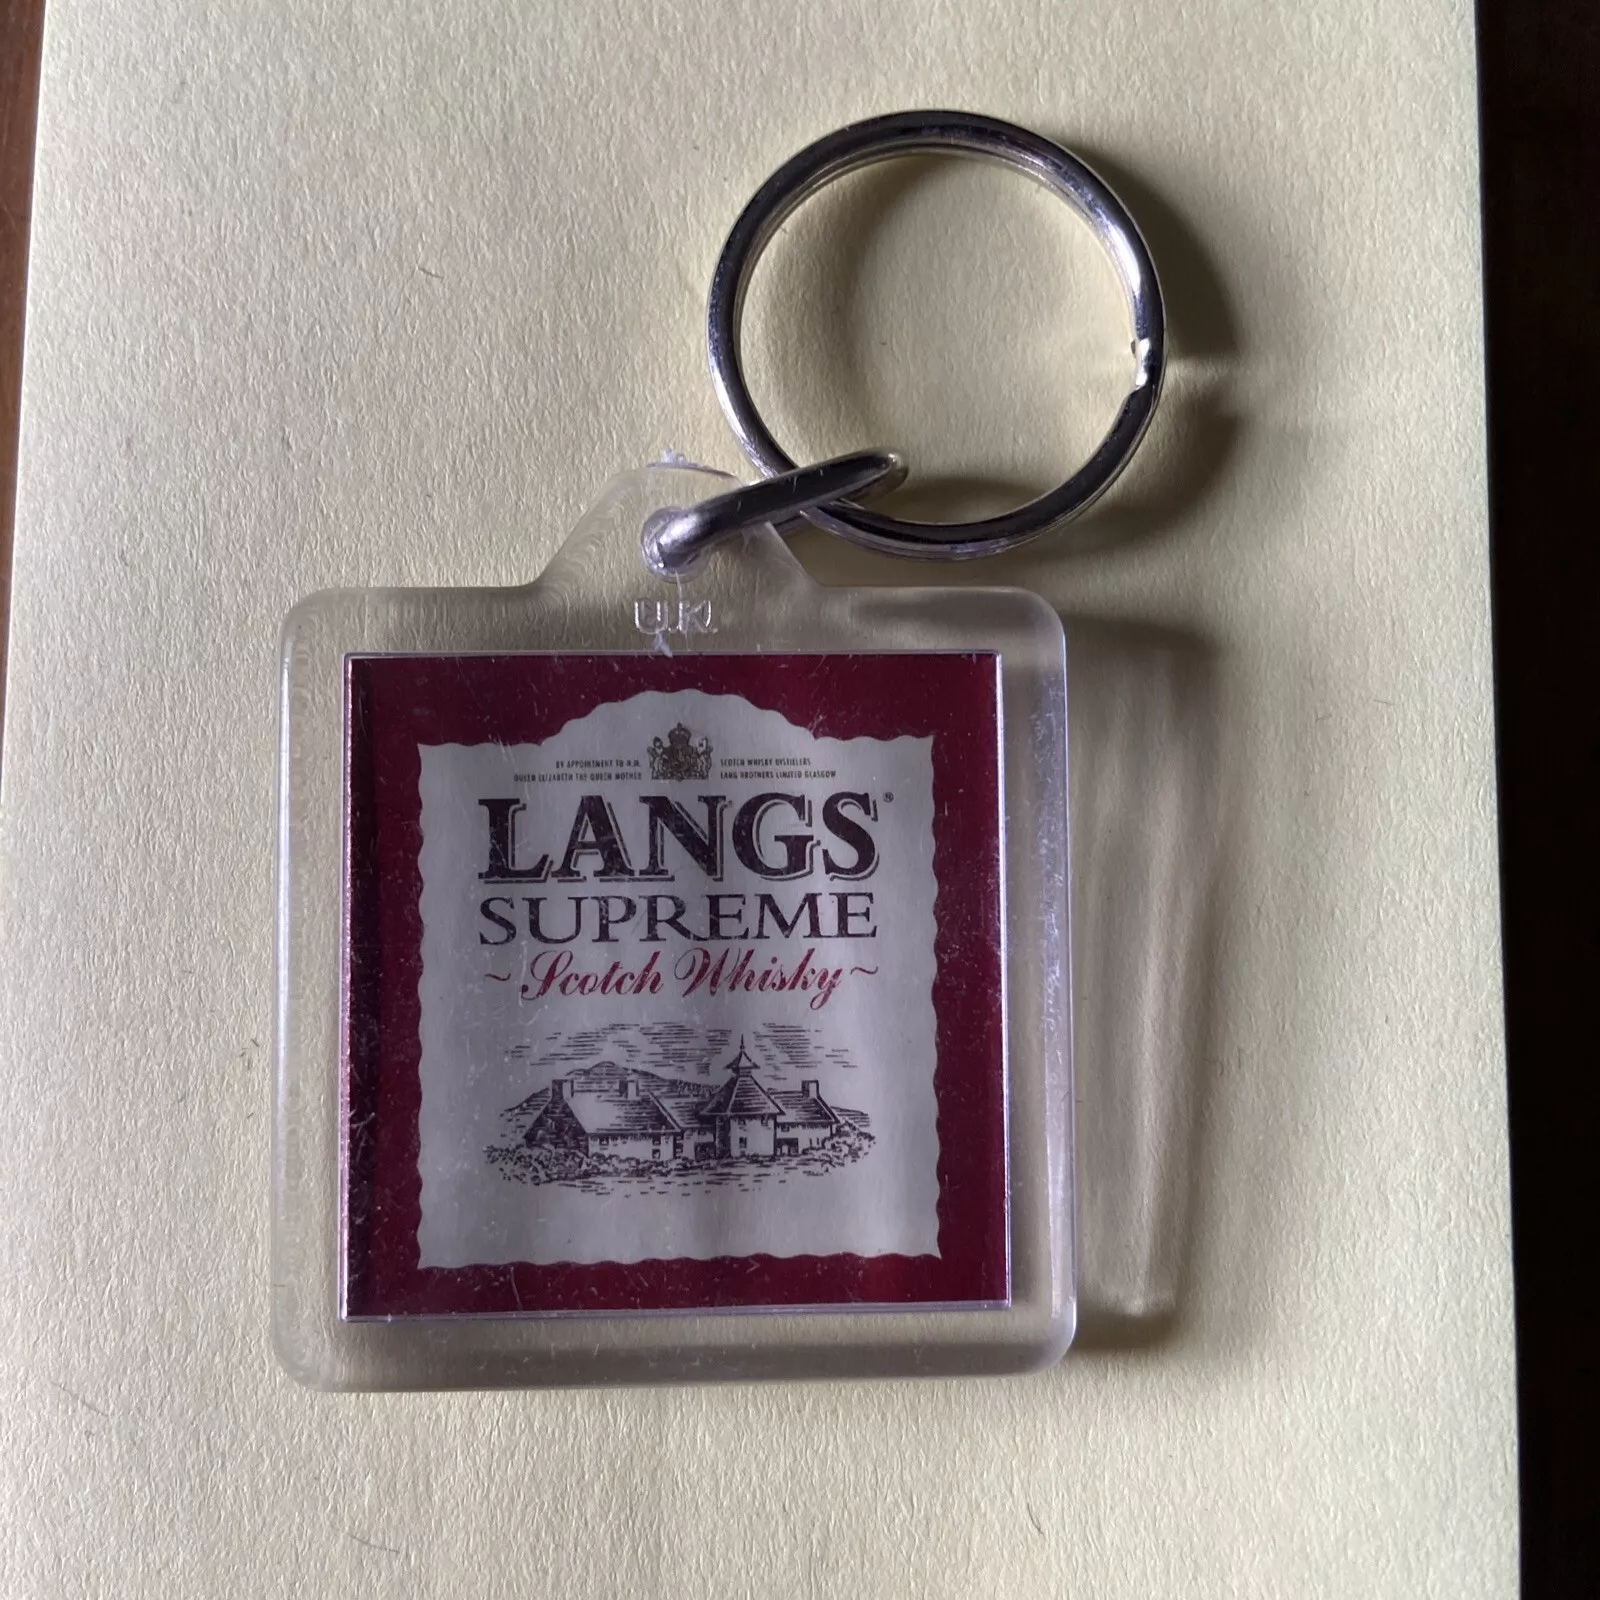 U.K.
BY APPOINTMENT TO H.M.
QUEEN ELIZABETH THE QUEEN MOTHER
SCOTCH WHISKY DISTILLERS
LANG BROTHERS LIMITED GLASGOW
LANGS®
SUPREME
~Scotch Whisky~